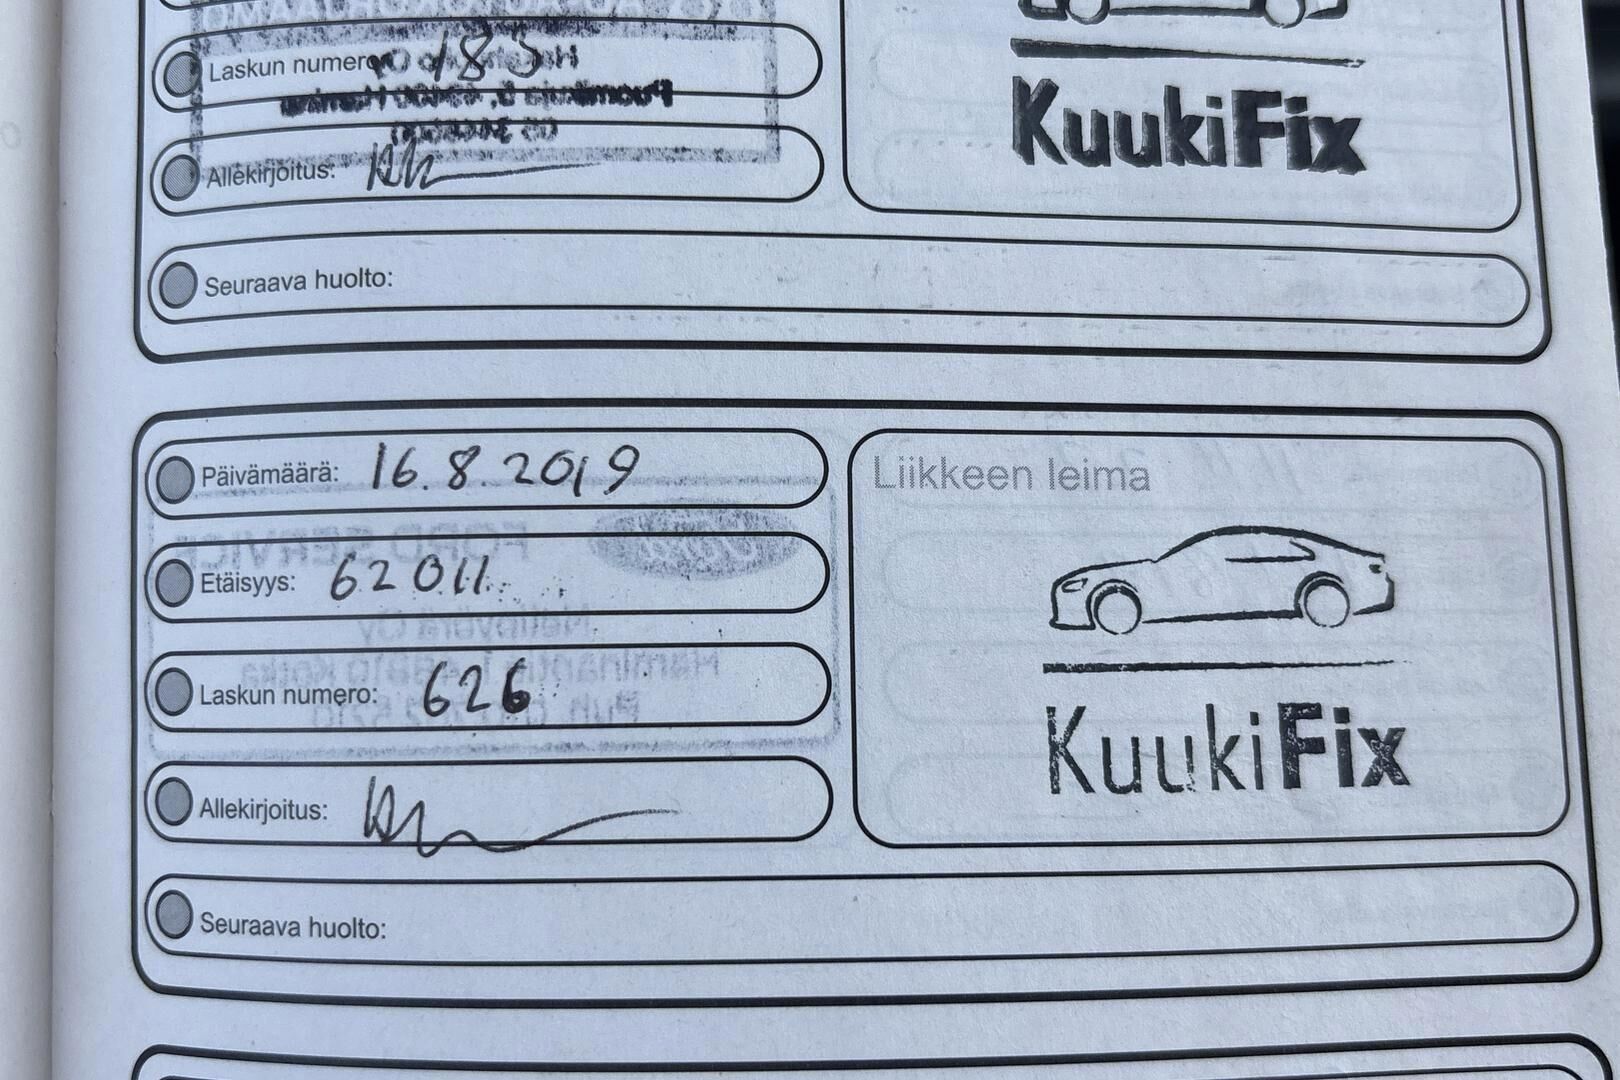 Laskun numero 183
Allekirjoitus:
KuukiFix
Seuraava huolto:
Päivämäärä: 16.8.2019
Etäisyys: 62011
Laskun numero: 626
Allekirjoitus:
Liikkeen leima
KuukiFix
Seuraava huolto: